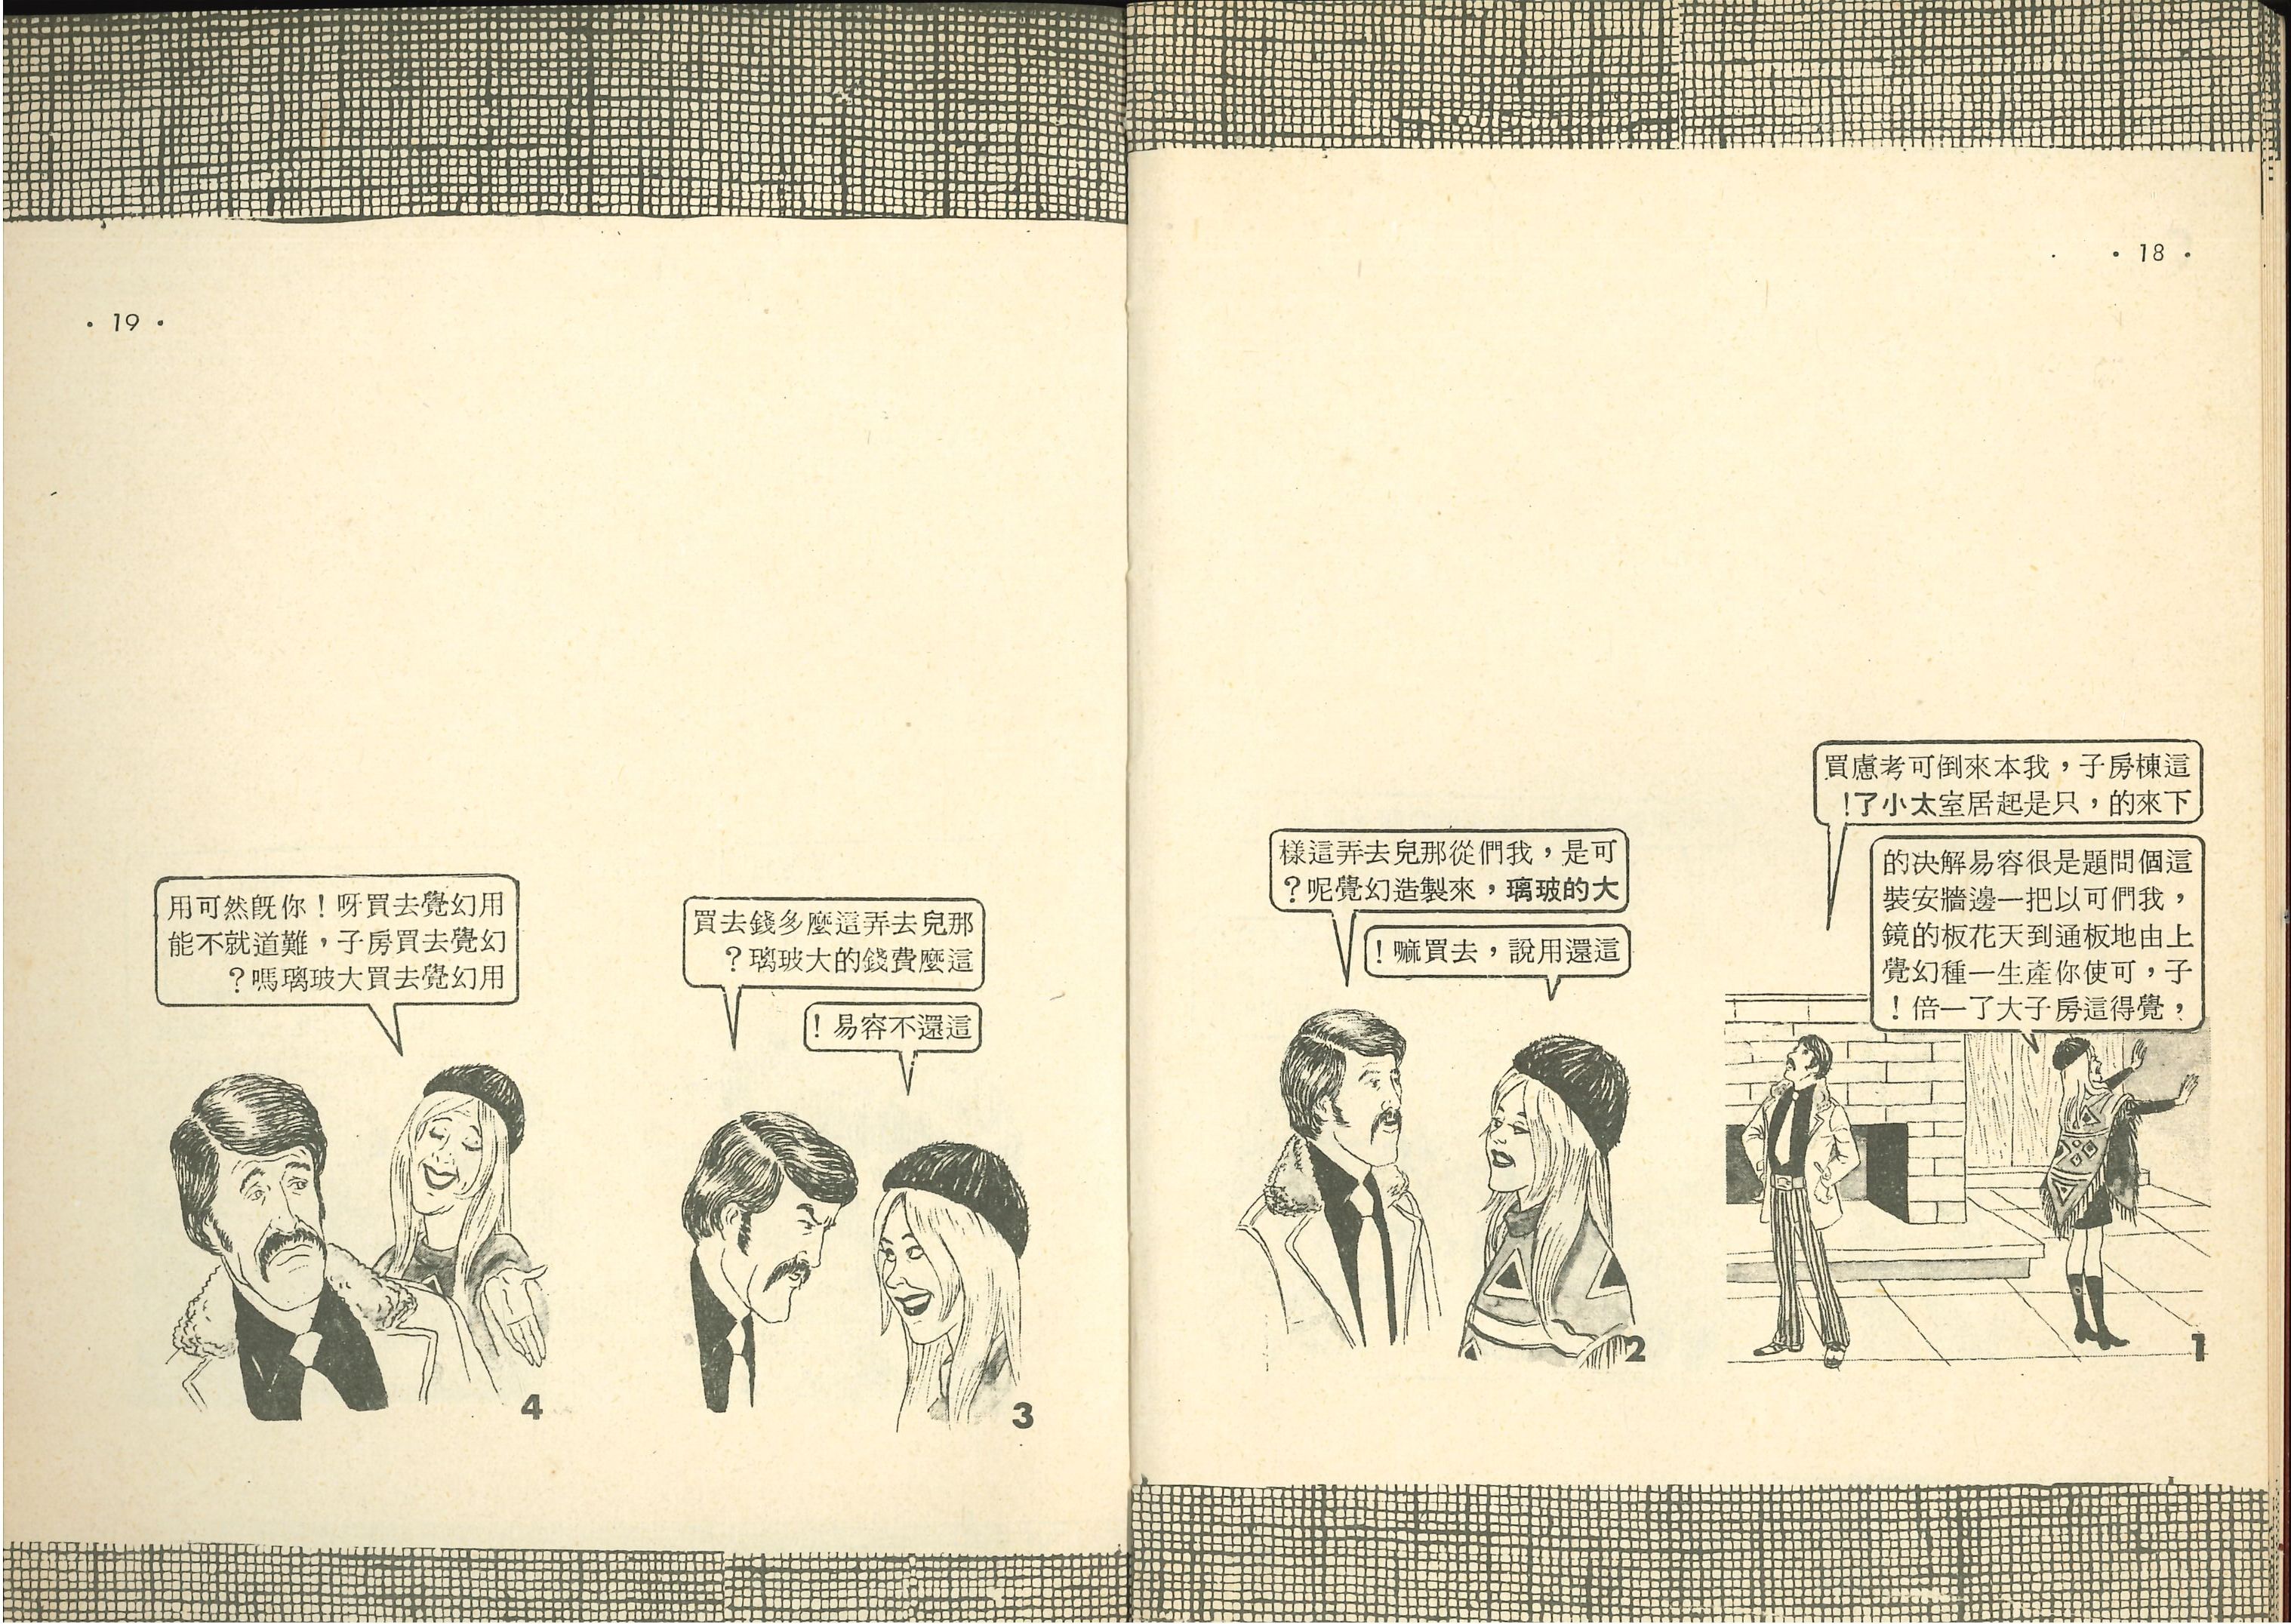 • 18 •
這棟房子，我本來倒可考慮買
下來的，只是起居室太小了！
這個問題是很容易解決的
，我們可以把一邊牆安裝
上由地板通到天花板的鏡
子，可使你產生一種幻覺
，覺得這房子大了一倍！
1
可是，我們從那兒去弄這樣
大的玻璃，來製造幻覺呢？
這還用說，去買嘛！
2
• 19 •
那兒去弄這麼多錢去買
這麼費錢的大玻璃？
這還不容易！
3
用幻覺去買呀！你既然可用
幻覺去買房子，難道就不能
用幻覺去買大玻璃嗎？
4